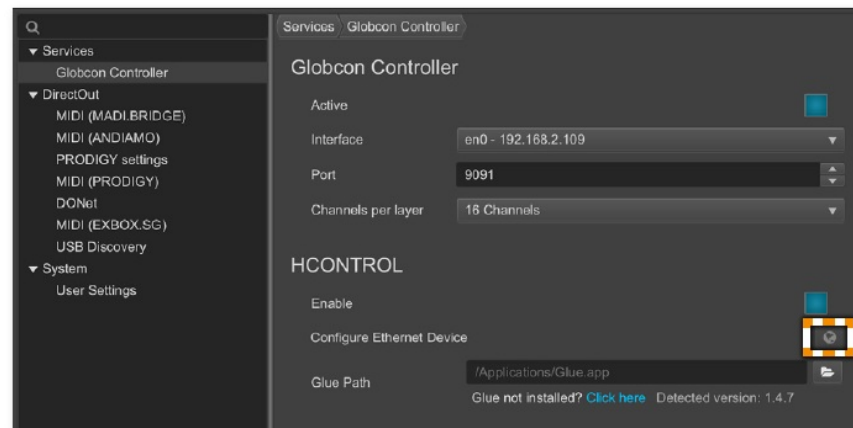 Services
Globcon Controller
DirectOut
MIDI (MADI.BRIDGE)
MIDI (ANDIAMO)
PRODIGY settings
MIDI (PRODIGY)
DONet
MIDI (EXBOX.SG)
USB Discovery
System
User Settings
Services Globcon Controller
Globcon Controller
Active
Interface en0 - 192.168.2.109
Port 9091
Channels per layer 16 Channels
HCONTROL
Enable
Configure Ethernet Device
Glue Path /Applications/Glue.app
Glue not installed? Click here Detected version: 1.4.7